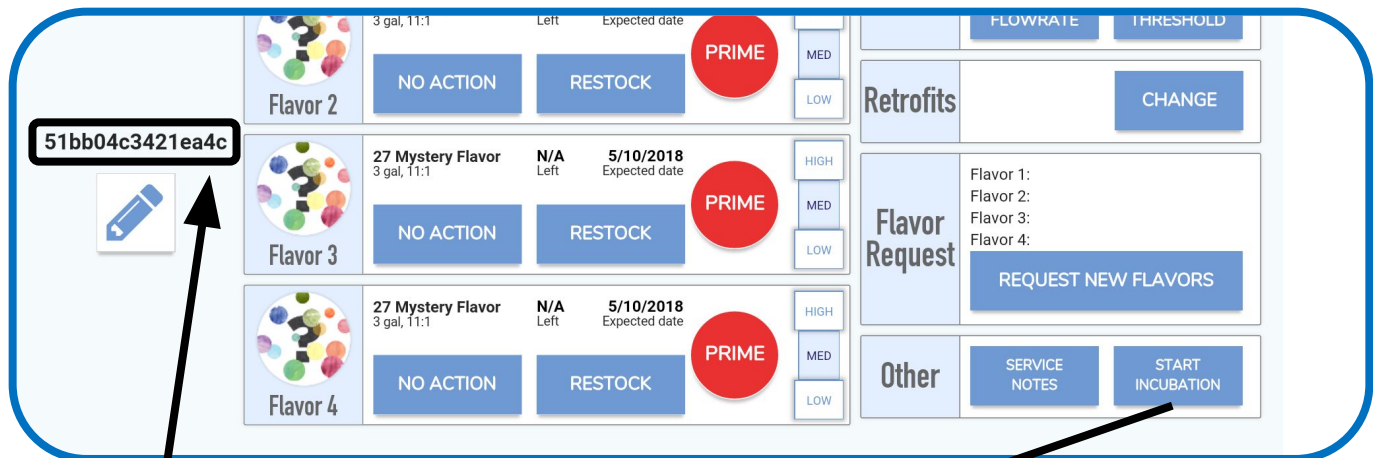 51bb04c3421ea4c
3 gal, 11:1 Left Expected date
NO ACTION RESTOCK PRIME MED LOW
Flavor 2
27 Mystery Flavor N/A 5/10/2018
3 gal, 11:1 Left Expected date
NO ACTION RESTOCK PRIME HIGH MED LOW
Flavor 3
27 Mystery Flavor N/A 5/10/2018
3 gal, 11:1 Left Expected date
NO ACTION RESTOCK PRIME HIGH MED LOW
Flavor 4
FLOWRATE THRESHOLD
Retrofits CHANGE
Flavor Request
Flavor 1:
Flavor 2:
Flavor 3:
Flavor 4:
REQUEST NEW FLAVORS
Other
SERVICE NOTES
START INCUBATION